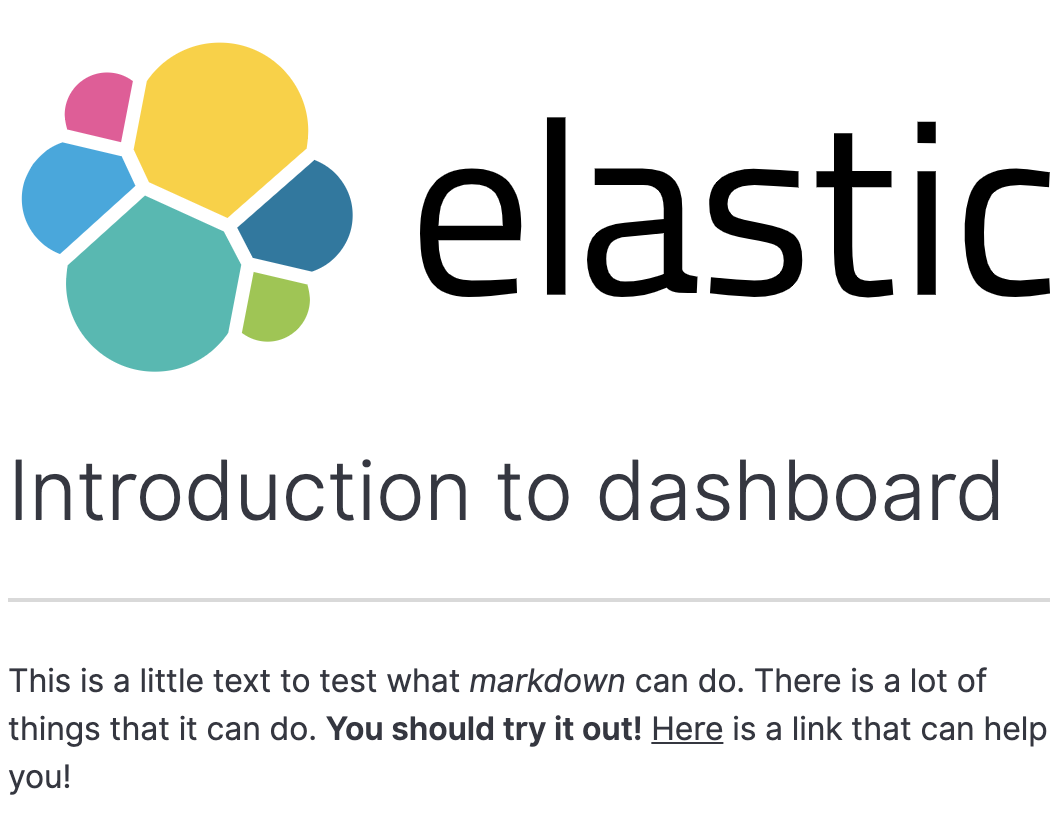 elastic
Introduction to dashboard
This is a little text to test what markdown can do. There is a lot of
things that it can do. You should try it out! Here is a link that can help
you!